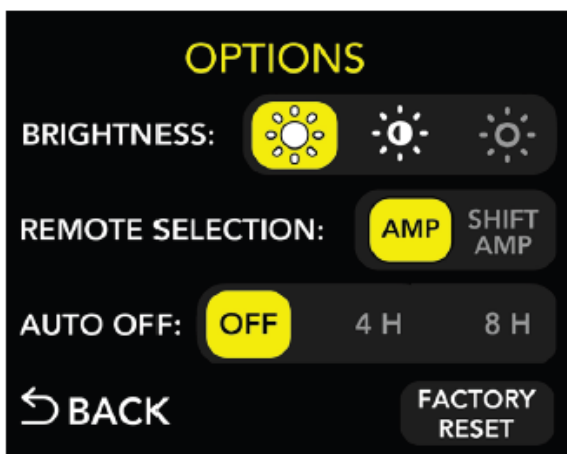 OPTIONS
BRIGHTNESS:
REMOTE SELECTION: AMP SHIFT AMP
AUTO OFF: OFF 4 H 8 H
BACK
FACTORY
RESET